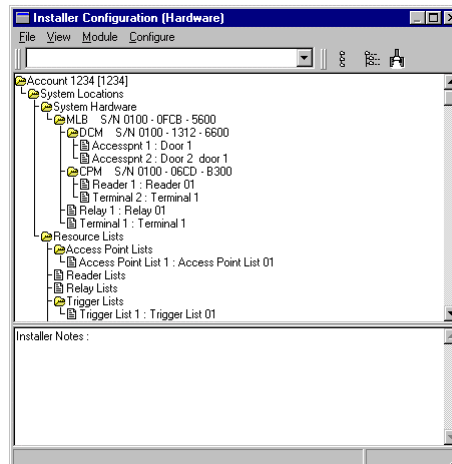 Installer Configuration (Hardware)
File View Module Configure
Account 1234 [1234]
System Locations
System Hardware
MLB S/N 0100 - 0FCB - 5600
DCM S/N 0100 - 1312 - 6600
Accesspnt 1 : Door 1
Accesspnt 2 : Door 2 door 1
CPM S/N 0100 - 06CD - B300
Reader 1 : Reader 01
Terminal 2 : Terminal 1
Relay 1 : Relay 01
Terminal 1 : Terminal 1
Resource Lists
Access Point Lists
Access Point List 1 : Access Point List 01
Reader Lists
Relay Lists
Trigger Lists
Trigger List 1 : Trigger List 01
Installer Notes :